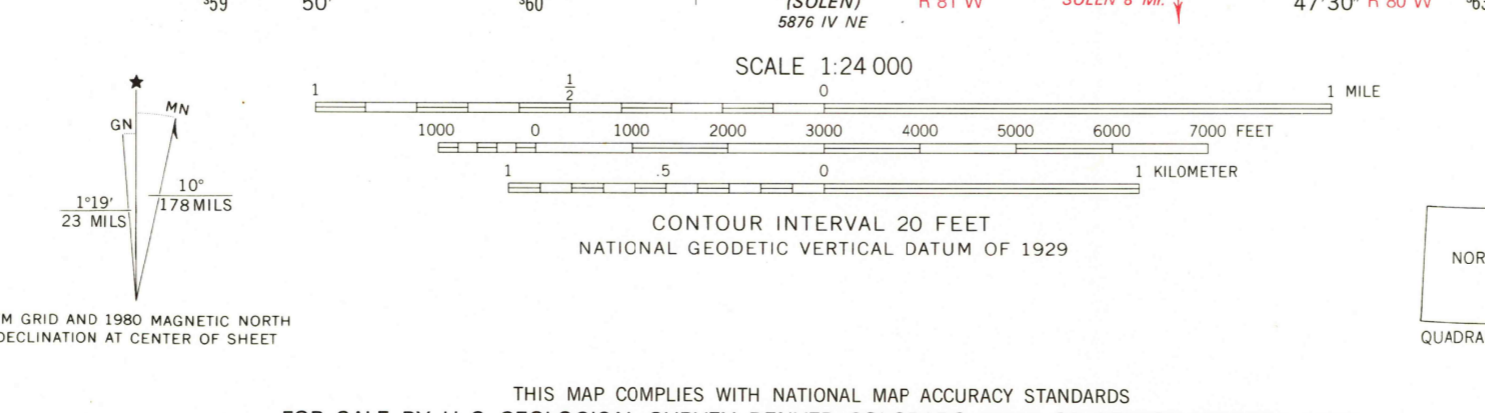 ³59 50' ³60 (SOLEN) R 81 W SOLEN 8 MI. 47'30" R 80 W
5876 IV NE
SCALE 1:24 000
1 1/2 0 1 MILE
1000 0 1000 2000 3000 4000 5000 6000 7000 FEET
1 .5 0 1 KILOMETER
CONTOUR INTERVAL 20 FEET
NATIONAL GEODETIC VERTICAL DATUM OF 1929
★
MN
GN
10°
178 MILS
1°19'
23 MILS
M GRID AND 1980 MAGNETIC NORTH
DECLINATION AT CENTER OF SHEET
NOR
QUADRA
THIS MAP COMPLIES WITH NATIONAL MAP ACCURACY STANDARDS